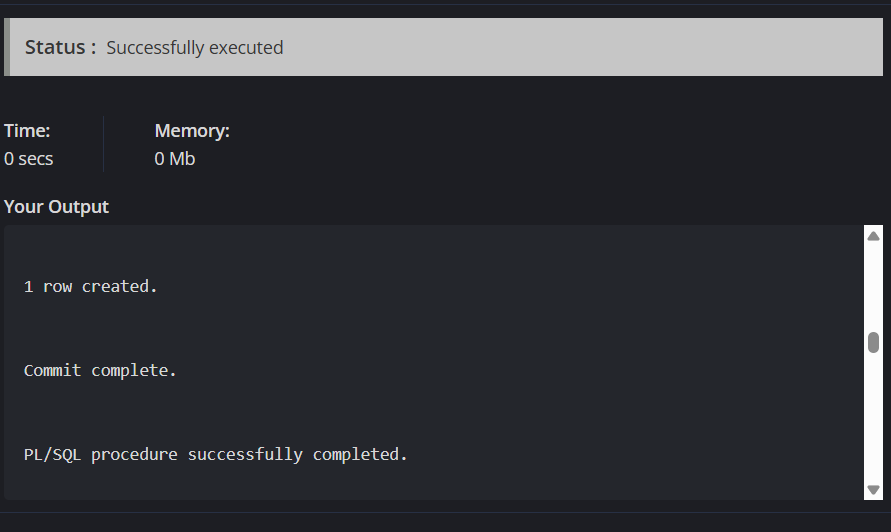 Status : Successfully executed
Time:
Memory:
0 secs
0 Mb
Your Output
1 row created.
Commit complete.
PL/SQL procedure successfully completed.